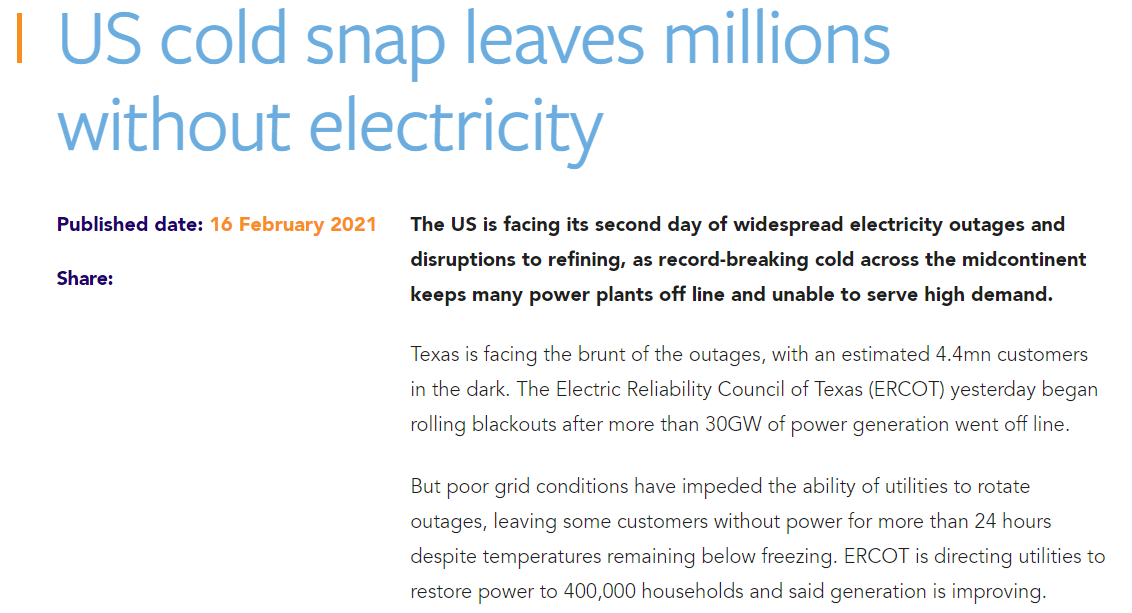 US cold snap leaves millions
without electricity
Published date: 16 February 2021
Share:
The US is facing its second day of widespread electricity outages and
disruptions to refining, as record-breaking cold across the midcontinent
keeps many power plants off line and unable to serve high demand.
Texas is facing the brunt of the outages, with an estimated 4.4mn customers
in the dark. The Electric Reliability Council of Texas (ERCOT) yesterday began
rolling blackouts after more than 30GW of power generation went off line.
But poor grid conditions have impeded the ability of utilities to rotate
outages, leaving some customers without power for more than 24 hours
despite temperatures remaining below freezing. ERCOT is directing utilities to
restore power to 400,000 households and said generation is improving.